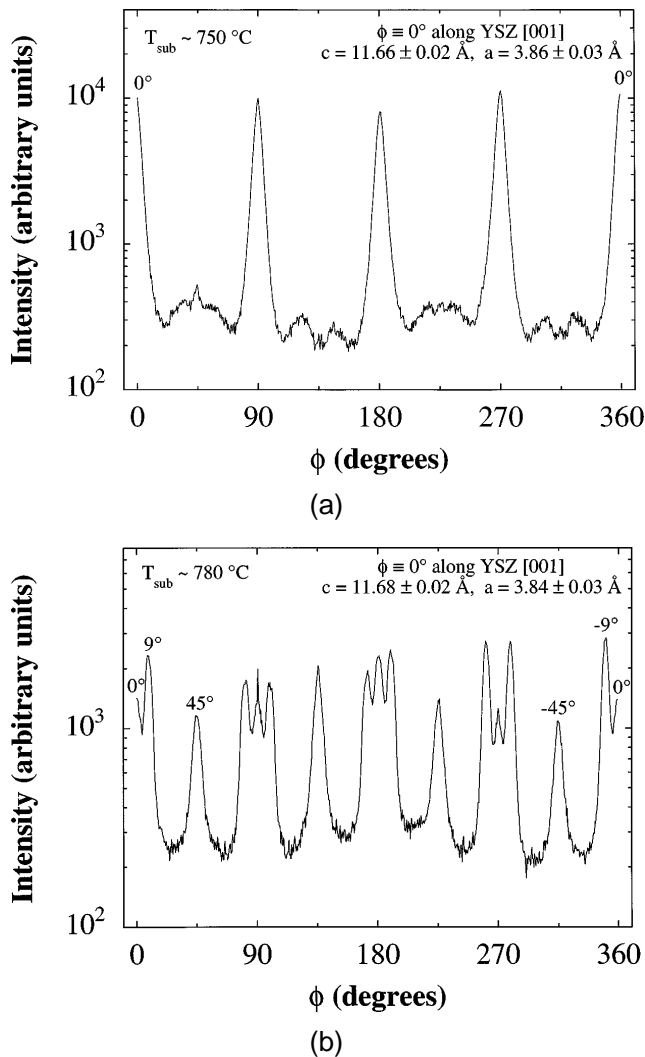 T_sub ~ 750 °C
ϕ ≡ 0° along YSZ [001]
c = 11.66 ± 0.02 Å, a = 3.86 ± 0.03 Å
0°
0°
10^4
10^3
10^2
Intensity (arbitrary units)
0 90 180 270 360
ϕ (degrees)
(a)
T_sub ~ 780 °C
ϕ ≡ 0° along YSZ [001]
c = 11.68 ± 0.02 Å, a = 3.84 ± 0.03 Å
9°
-9°
0°
0°
45°
-45°
10^3
10^2
Intensity (arbitrary units)
0 90 180 270 360
ϕ (degrees)
(b)